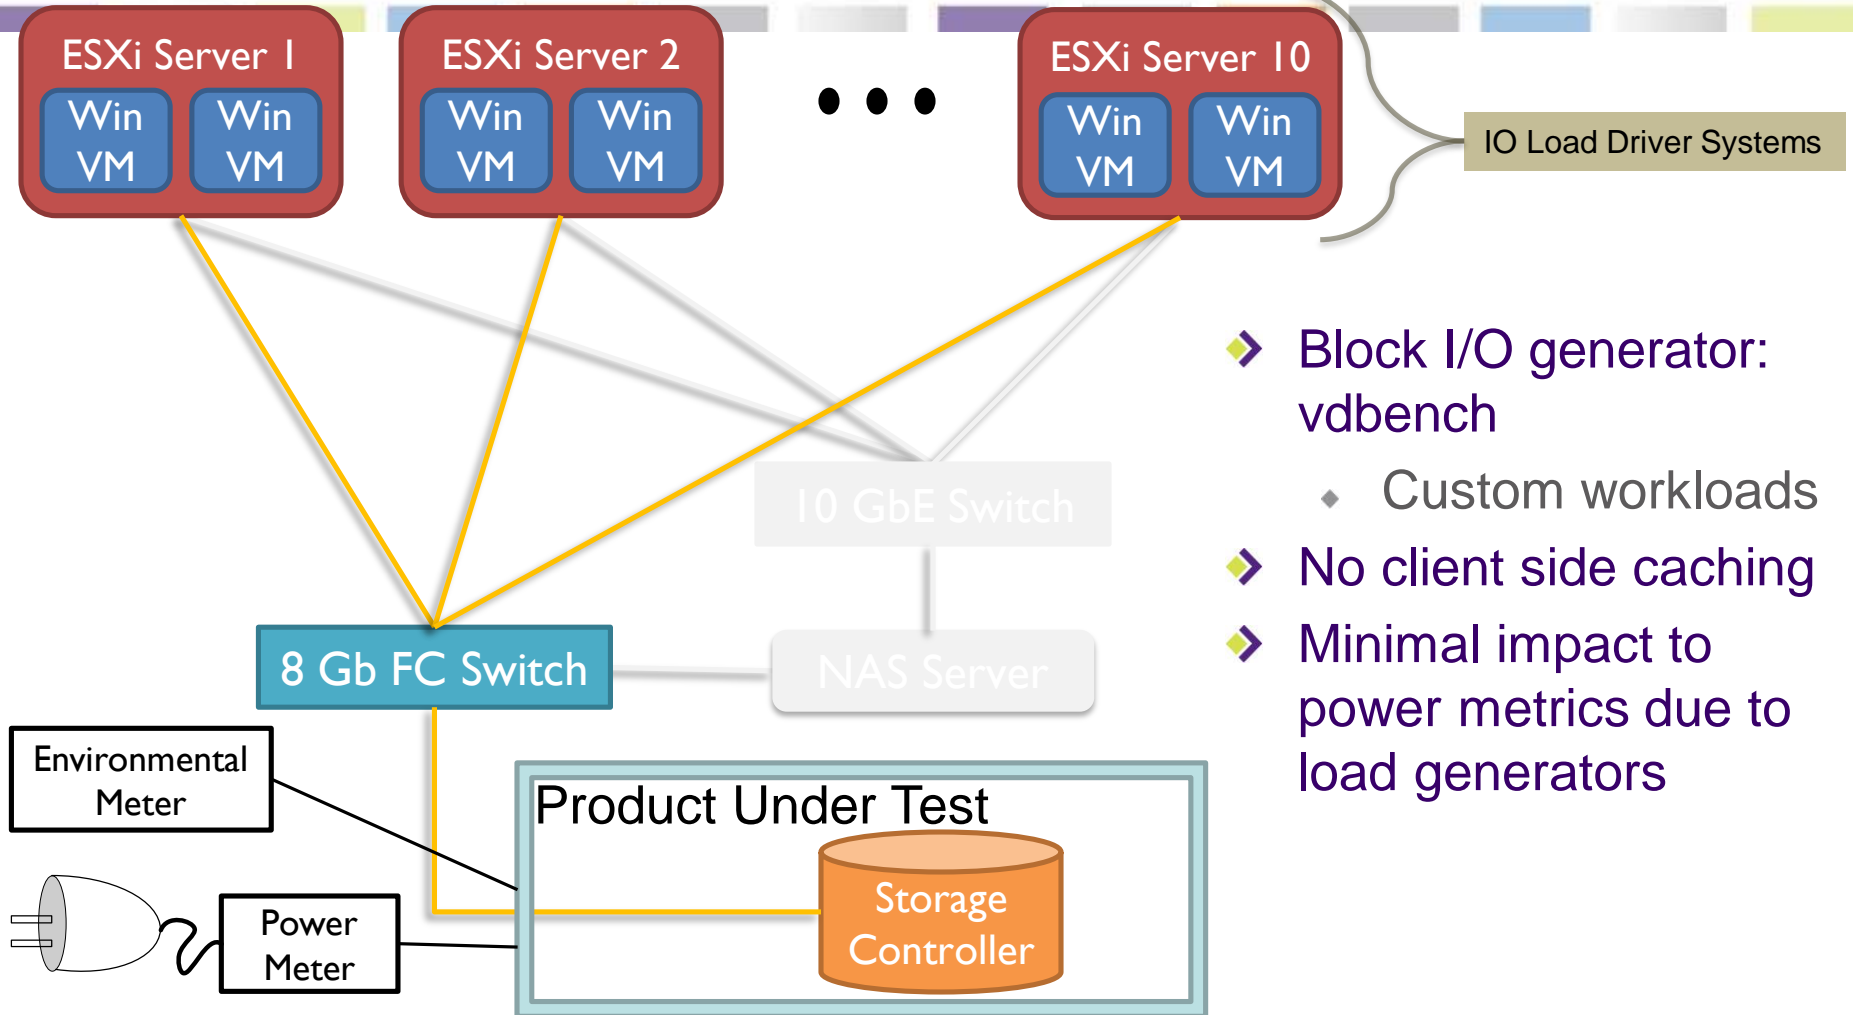 ESXi Server 1
Win
VM
Win
VM
ESXi Server 2
Win
VM
Win
VM
ESXi Server 10
Win
VM
Win
VM
IO Load Driver Systems
Block I/O generator:
vdbench
Custom workloads
No client side caching
Minimal impact to
power metrics due to
load generators
10 GbE Switch
8 Gb FC Switch
NAS Server
Environmental
Meter
Power
Meter
Product Under Test
Storage
Controller